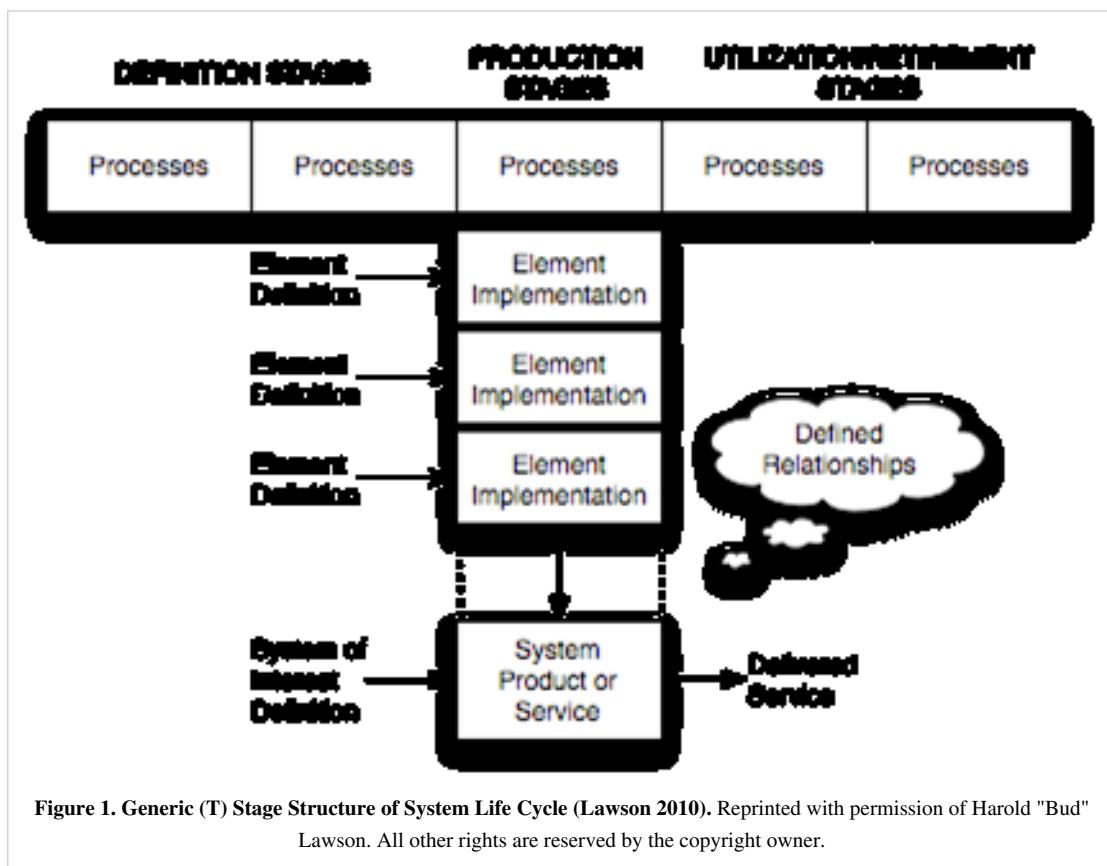 DEFINITION STAGES
PRODUCTION
STAGES
UTILIZATION/RETIREMENT
STAGES
Processes
Processes
Processes
Processes
Processes
Element
Definition
Element
Implementation
Element
Definition
Element
Implementation
Element
Definition
Element
Implementation
Defined
Relationships
System of
Interest
Definition
System
Product or
Service
Delivered
Service
Figure 1. Generic (T) Stage Structure of System Life Cycle (Lawson 2010). Reprinted with permission of Harold "Bud"
Lawson. All other rights are reserved by the copyright owner.